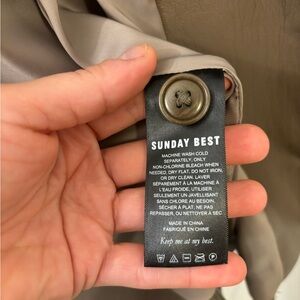 SUNDAY BEST
MACHINE WASH COLD
SEPARATELY. ONLY
NON-CHLORINE BLEACH WHEN
NEEDED, DRY FLAT. DO NOT IRON,
OR DRY CLEAN. LAVER
SÉPARÉMENT À LA MACHINE À
L'EAU FROIDE. UTILISER
SEULEMENT UN JAVELLISANT
SANS CHLORE AU BESOIN,
SÉCHER À PLAT, NE PAS
REPASSER, OU NETTOYER À SEC
MADE IN CHINA
FABRIQUÉ EN CHINE
Keep me at my best.